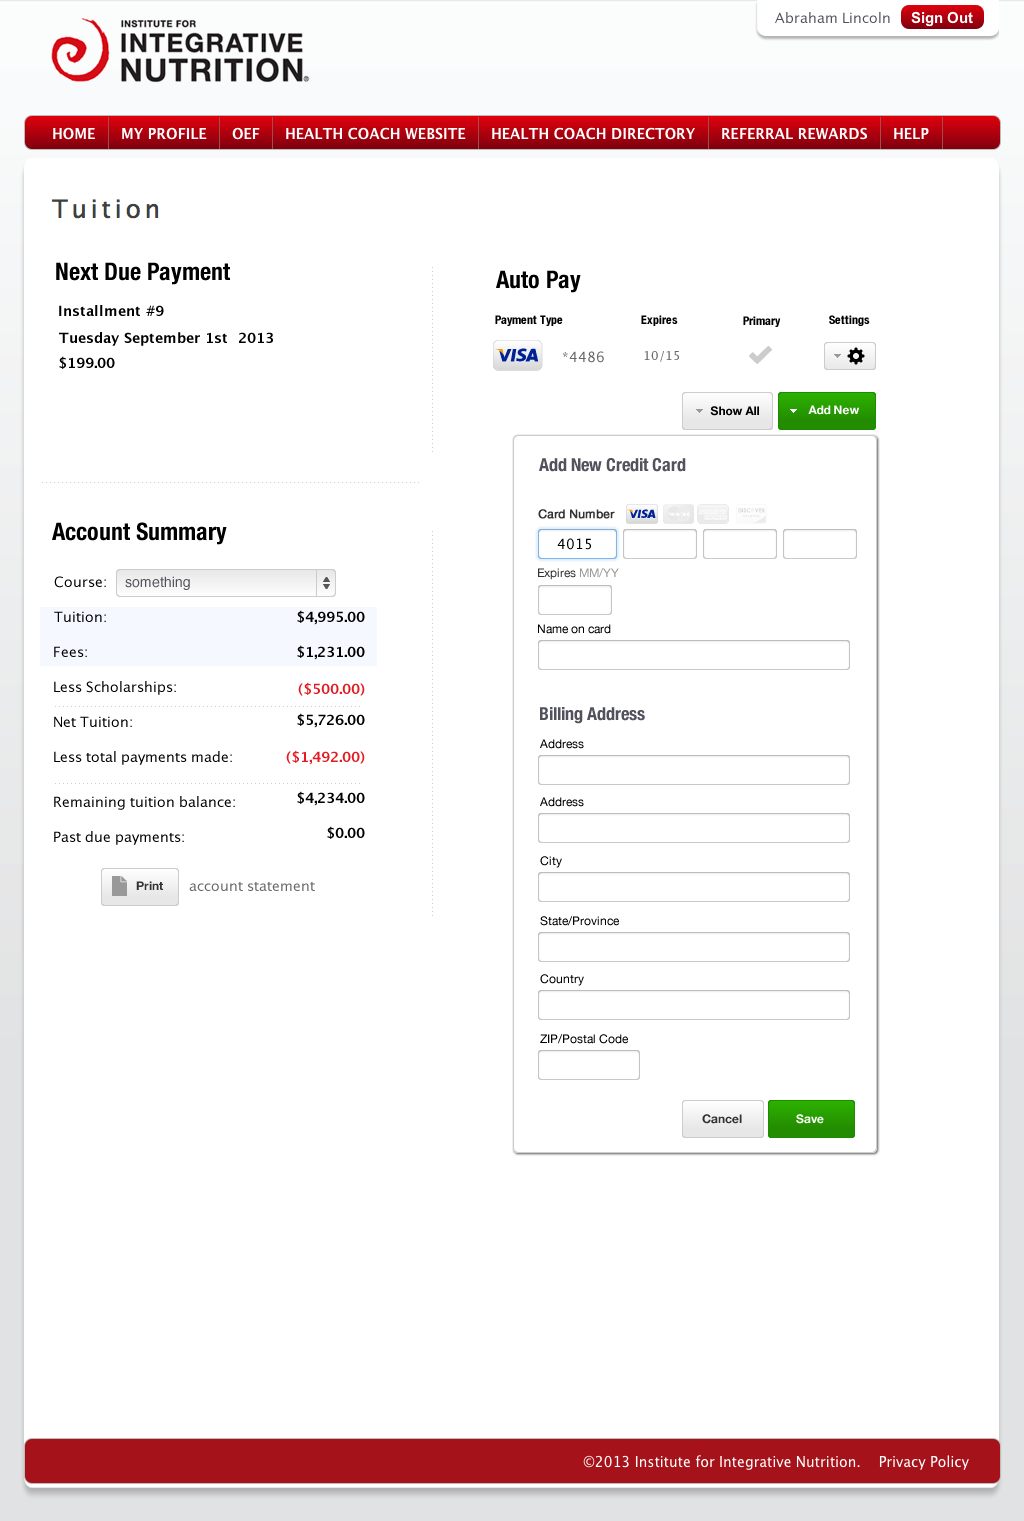 Abraham Lincoln Sign Out
INSTITUTE FOR
INTEGRATIVE
NUTRITION®
HOME MY PROFILE OEF HEALTH COACH WEBSITE HEALTH COACH DIRECTORY REFERRAL REWARDS HELP
Tuition
Next Due Payment
Installment #9
Tuesday September 1st 2013
$199.00
Auto Pay
Payment Type Expires Primary Settings
VISA *4486 10/15
Show All Add New
Add New Credit Card
Card Number VISA
4015
Expires MM/YY
Name on card
Billing Address
Address
Address
City
State/Province
Country
ZIP/Postal Code
Cancel Save
Account Summary
Course: something
Tuition: $4,995.00
Fees: $1,231.00
Less Scholarships: ($500.00)
Net Tuition: $5,726.00
Less total payments made: ($1,492.00)
Remaining tuition balance: $4,234.00
Past due payments: $0.00
Print account statement
©2013 Institute for Integrative Nutrition. Privacy Policy